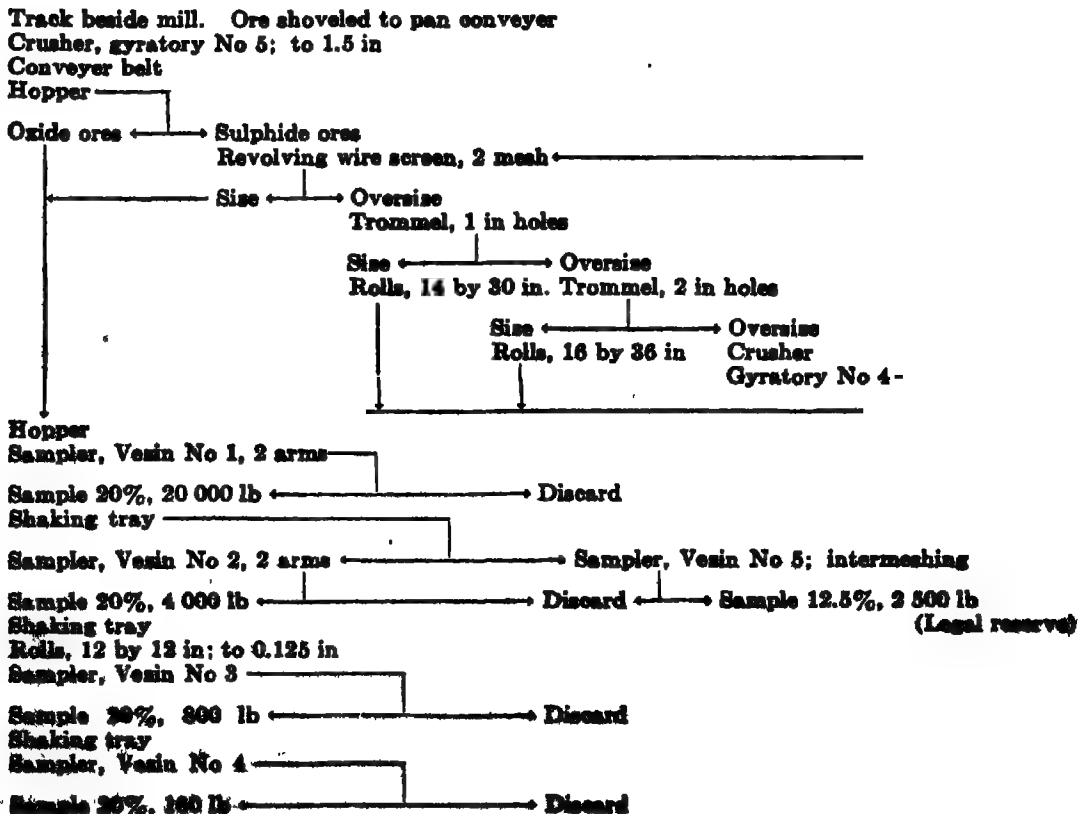 Track beside mill. Ore shoveled to pan conveyer
Crusher, gyratory No 5; to 1.5 in
Conveyer belt
Hopper
Oxide ores Sulphide ores
Revolving wire screen, 2 mesh
Size Oversize
Trommel, 1 in holes
Size Oversize
Rolls, 14 by 30 in. Trommel, 2 in holes
Size Oversize
Rolls, 16 by 36 in Crusher
Gyratory No 4-
Hopper
Sampler, Vezin No 1, 2 arms
Sample 20%, 20 000 lb Discard
Shaking tray
Sampler, Vezin No 2, 2 arms Sampler, Vezin No 5; intermeshing
Sample 20%, 4 000 lb Discard Sample 12.5%, 2 500 lb
Shaking tray (Legal reserve)
Rolls, 12 by 12 in; to 0.125 in
Sampler, Vezin No 3
Sample 20%, 800 lb Discard
Shaking tray
Sampler, Vezin No 4
Sample 20%, 160 lb Discard